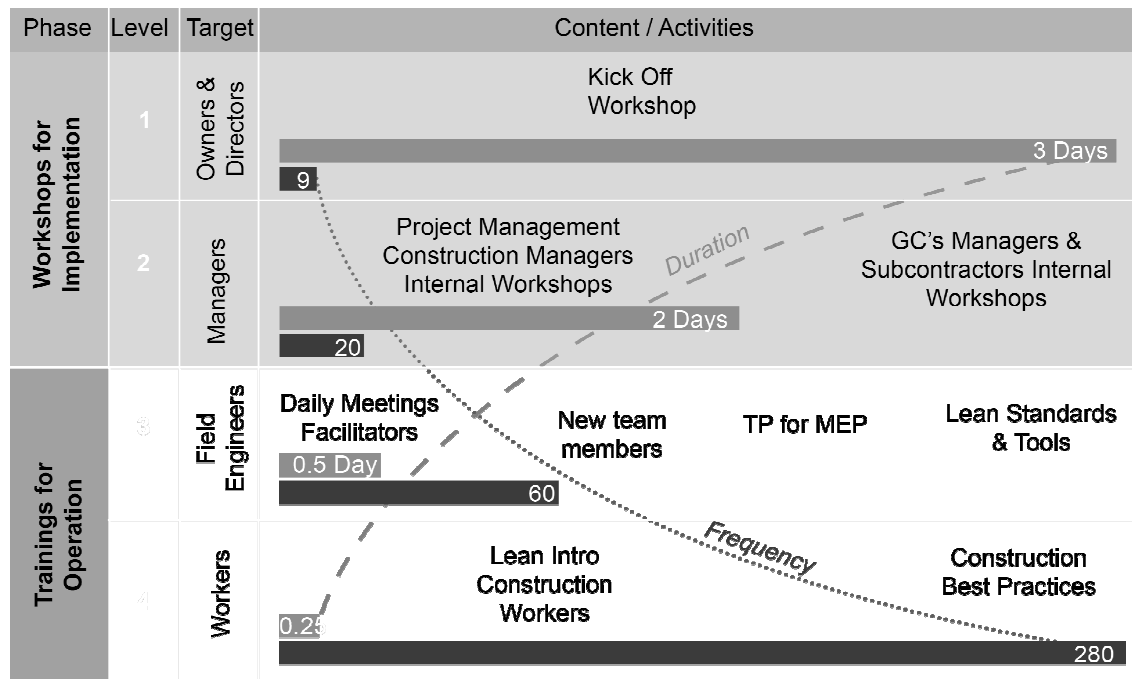 Phase Level Target Content / Activities
Workshops for
Implementation
1
Owners &
Directors
Kick Off
Workshop
3 Days
9
2
Managers
Project Management
Construction Managers
Internal Workshops
Duration
GC's Managers &
Subcontractors Internal
Workshops
2 Days
20
Trainings for
Operation
3
Field
Engineers
Daily Meetings
Facilitators
New team
members
TP for MEP
Lean Standards
& Tools
0.5 Day
60
4
Workers
Lean Intro
Construction
Workers
Frequency
Construction
Best Practices
0.25
280